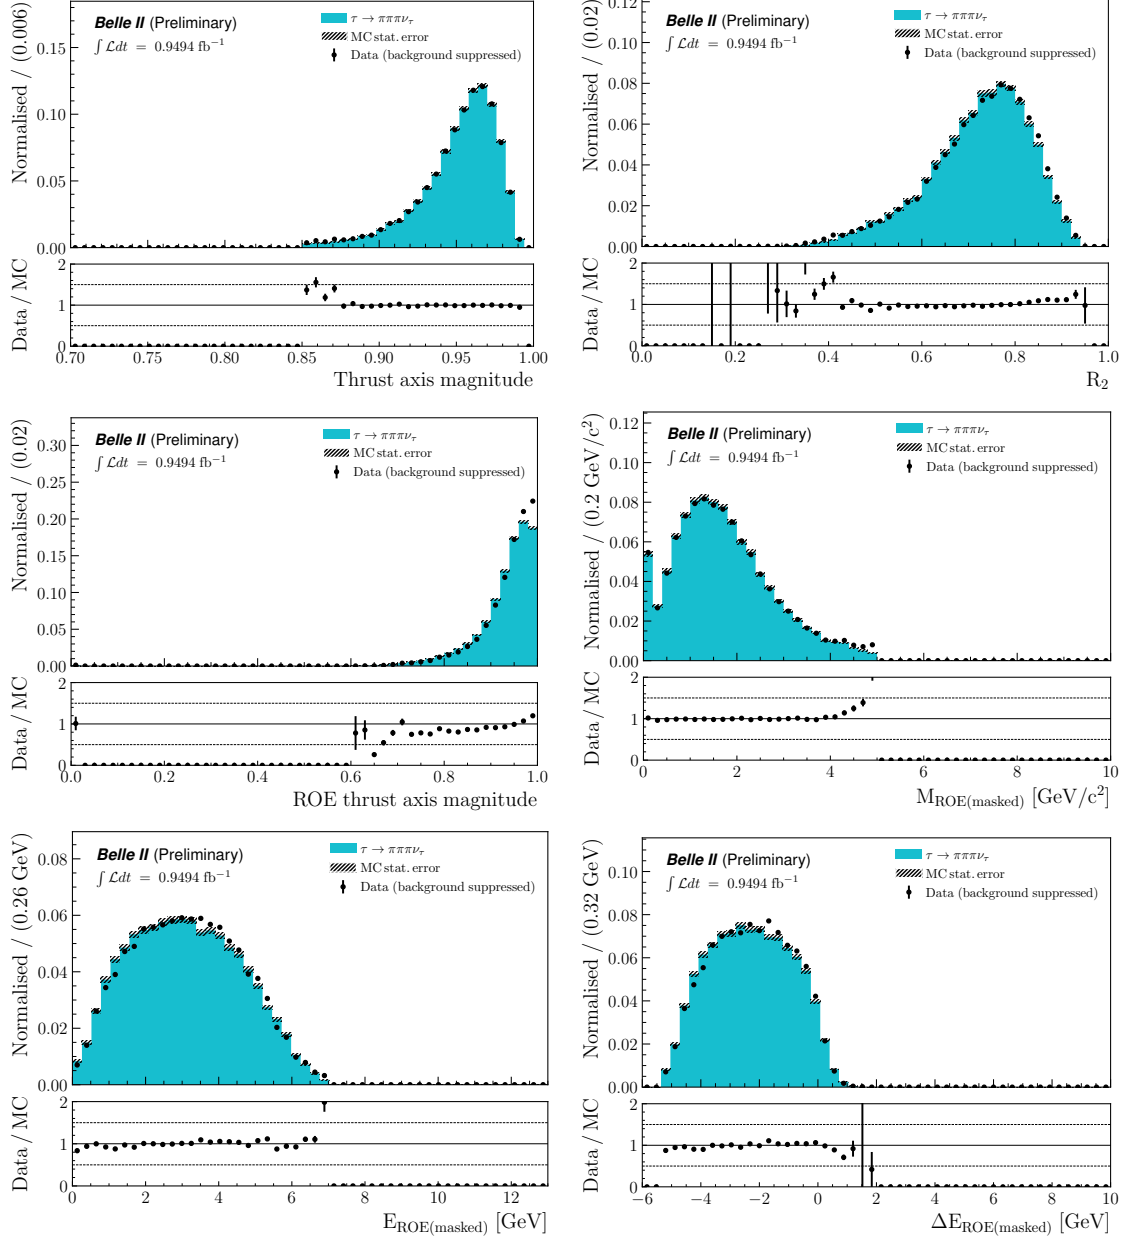 Normalised / (0.006)
Belle II (Preliminary)
∫ Ldt = 0.9494 fb⁻¹
τ → πππντ
MC stat. error
Data (background suppressed)
0.15
0.10
0.05
0.00
Data / MC
2
1
0
0.70 0.75 0.80 0.85 0.90 0.95 1.00
Thrust axis magnitude
Normalised / (0.02)
Belle II (Preliminary)
∫ Ldt = 0.9494 fb⁻¹
τ → πππντ
MC stat. error
Data (background suppressed)
0.12
0.10
0.08
0.06
0.04
0.02
0.00
Data / MC
2
1
0
0.0 0.2 0.4 0.6 0.8 1.0
R₂
Normalised / (0.02)
Belle II (Preliminary)
∫ Ldt = 0.9494 fb⁻¹
τ → πππντ
MC stat. error
Data (background suppressed)
0.30
0.25
0.20
0.15
0.10
0.05
0.00
Data / MC
2
1
0
0.0 0.2 0.4 0.6 0.8 1.0
ROE thrust axis magnitude
Normalised / (0.2 GeV/c²)
Belle II (Preliminary)
∫ Ldt = 0.9494 fb⁻¹
τ → πππντ
MC stat. error
Data (background suppressed)
0.12
0.10
0.08
0.06
0.04
0.02
0.00
Data / MC
2
1
0
0 2 4 6 8 10
M_ROE(masked) [GeV/c²]
Normalised / (0.26 GeV)
Belle II (Preliminary)
∫ Ldt = 0.9494 fb⁻¹
τ → πππντ
MC stat. error
Data (background suppressed)
0.08
0.06
0.04
0.02
0.00
Data / MC
2
1
0
0 2 4 6 8 10 12
E_ROE(masked) [GeV]
Normalised / (0.32 GeV)
Belle II (Preliminary)
∫ Ldt = 0.9494 fb⁻¹
τ → πππντ
MC stat. error
Data (background suppressed)
0.10
0.08
0.06
0.04
0.02
0.00
Data / MC
2
1
0
−6 −4 −2 0 2 4 6 8 10
ΔE_ROE(masked) [GeV]